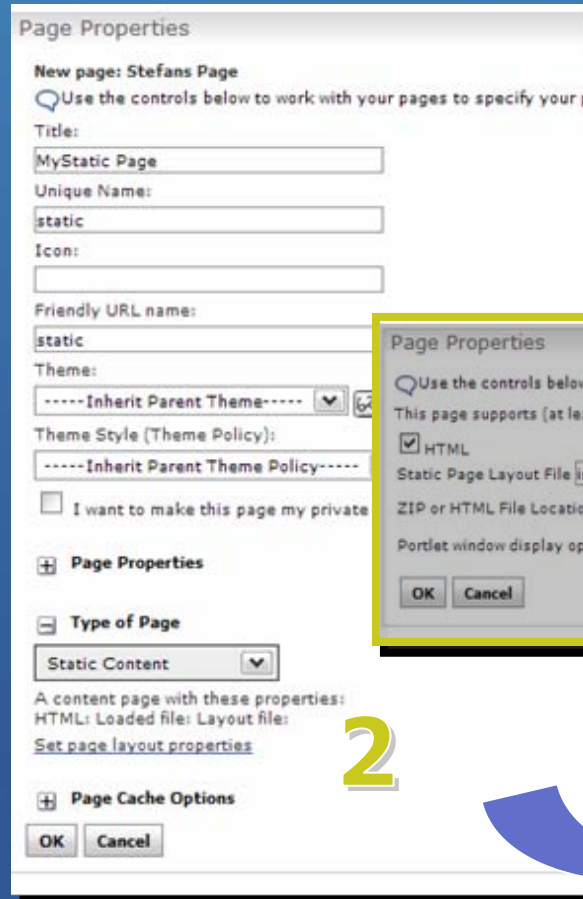 Page Properties
New page: Stefans Page
Use the controls below to work with your pages to specify your
Title:
MyStatic Page
Unique Name:
static
Icon:
Friendly URL name:
static
Theme:
-----Inherit Parent Theme-----
Theme Style (Theme Policy):
-----Inherit Parent Theme Policy-----
I want to make this page my private
Page Properties
Type of Page
Static Content
A content page with these properties:
HTML: Loaded file: Layout file:
Set page layout properties
Page Cache Options
OK Cancel
Page Properties
Use the controls
This page supports (at
HTML
Static Page Layout File
ZIP or HTML File
Portlet window display
OK Cancel
2